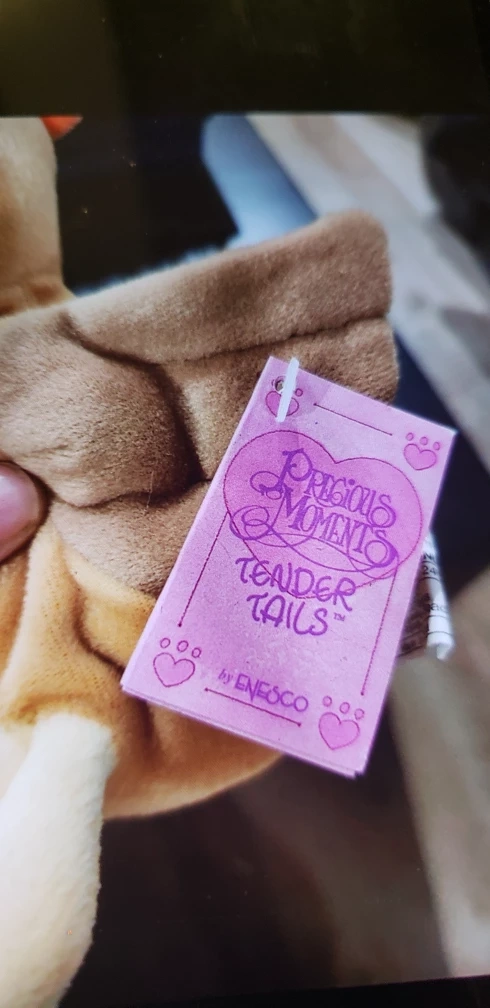 PRECIOUS
MOMENTS
TENDER
TAILS™
by ENESCO